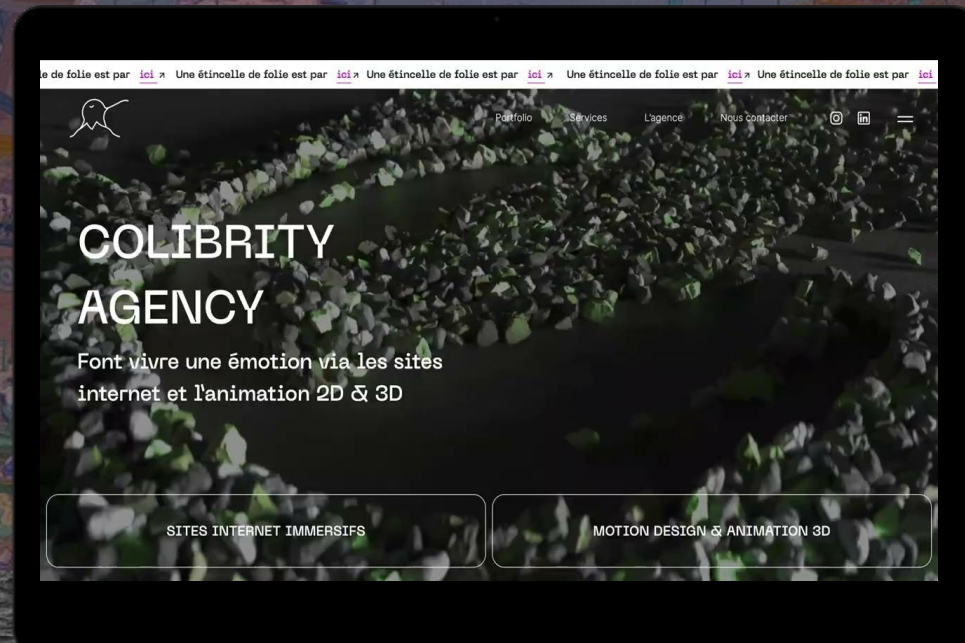 le de folie est par ici ↗ Une étincelle de folie est par ici ↗ Une étincelle de folie est par ici ↗ Une étincelle de folie est par ici ↗ Une étincelle de folie est par ici
Portfolio Services L'agence Nous contacter
COLIBRITY
AGENCY
Font vivre une émotion via les sites
internet et l'animation 2D & 3D
SITES INTERNET IMMERSIFS
MOTION DESIGN & ANIMATION 3D